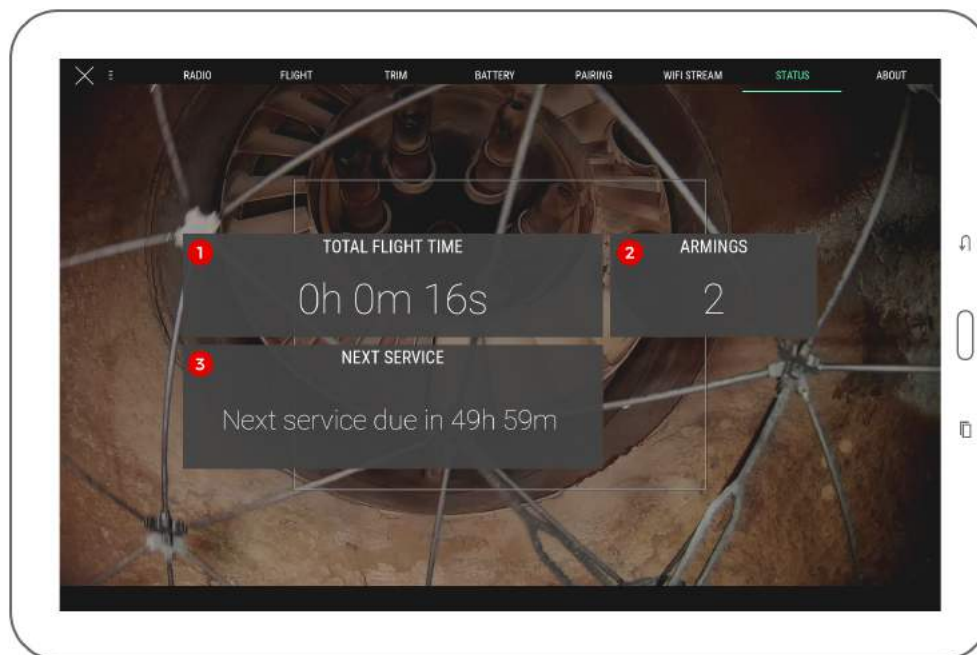 RADIO FLIGHT TRIM BATTERY PAIRING WIFI STREAM STATUS ABOUT
1 TOTAL FLIGHT TIME
0h 0m 16s
2 ARMINGS
2
3 NEXT SERVICE
Next service due in 49h 59m